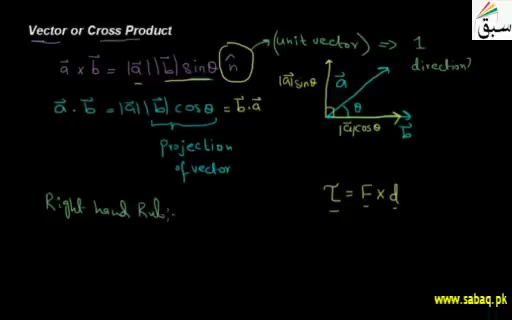 سبق
Vector or Cross Product
(unit vector) => 1
direction?
a⃗ × b⃗ = |a⃗| |b⃗| sinθ n̂
|a⃗|sinθ
a⃗
θ
|a⃗|cosθ
b⃗
a⃗ . b⃗ = |a⃗| |b⃗| cosθ = b⃗ . a⃗
projection
of vector
Right hand Rule:-
τ = F × d
www.sabaq.pk